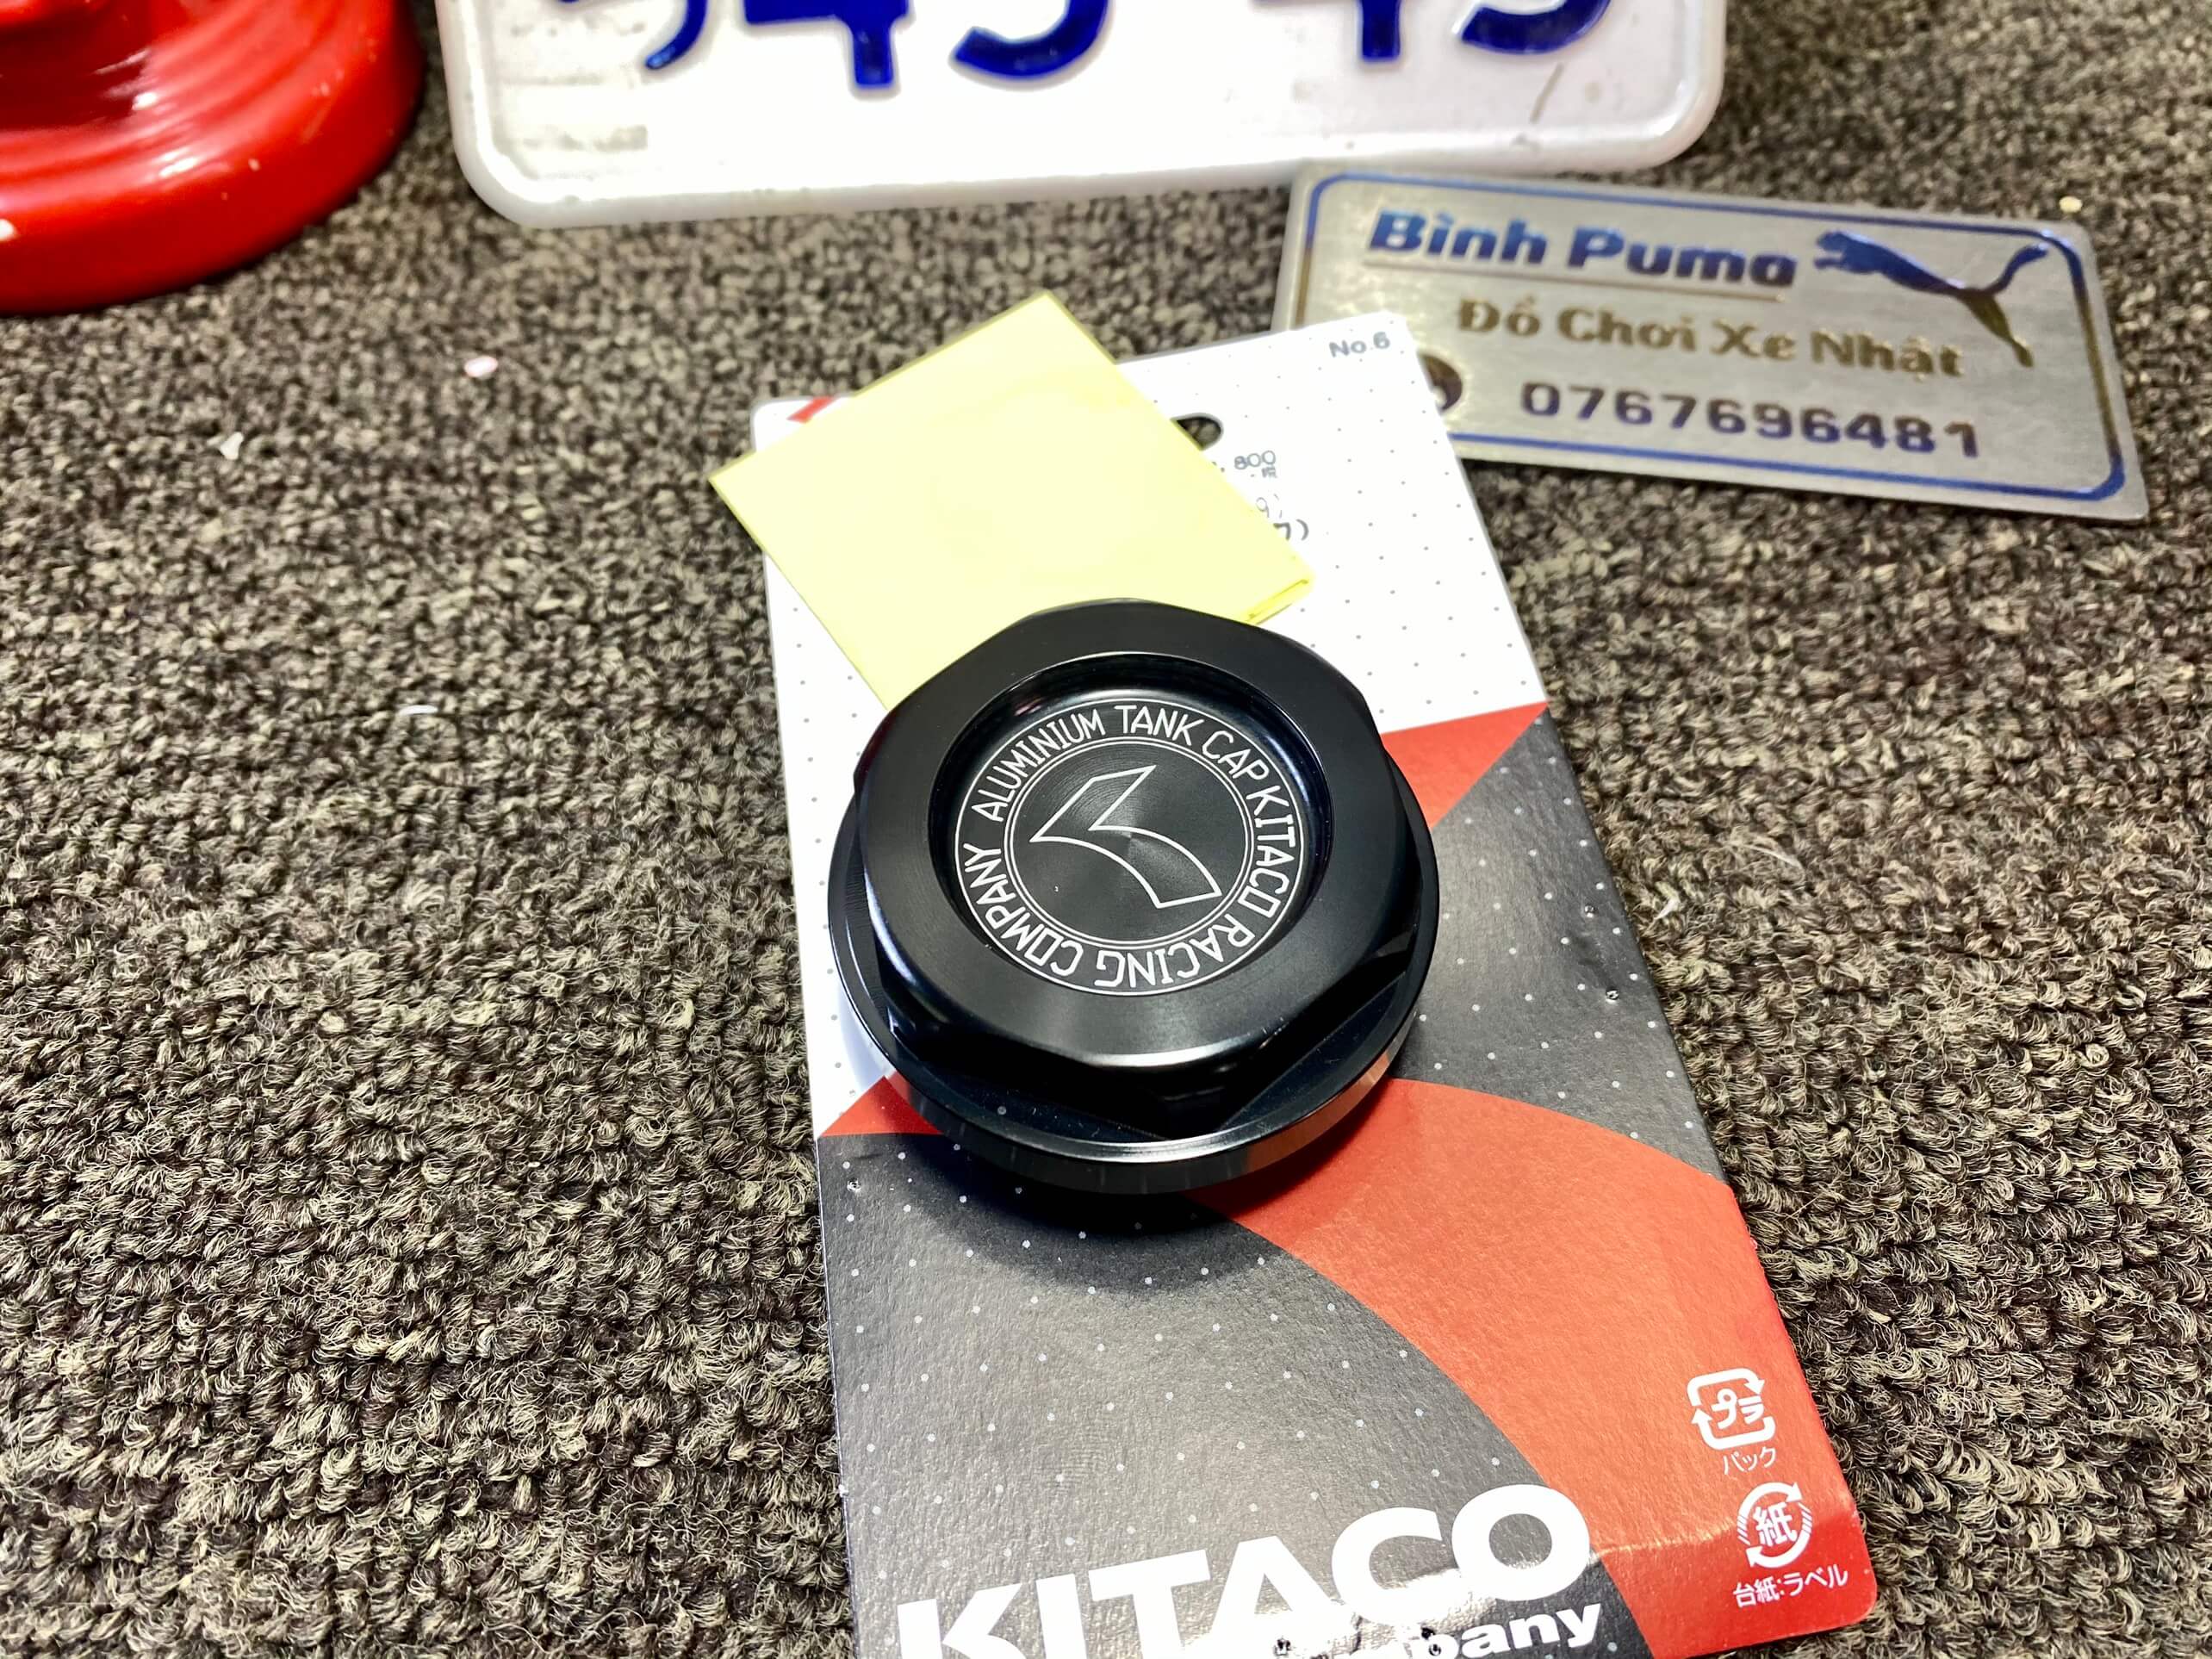 Bình Puma
Đồ Chơi Xe Nhật
0767696481
No.6
800
ALUMINIUM TANK CAP KITACO RACING COMPANY
プラ
パック
紙
台紙:ラベル
KITACO